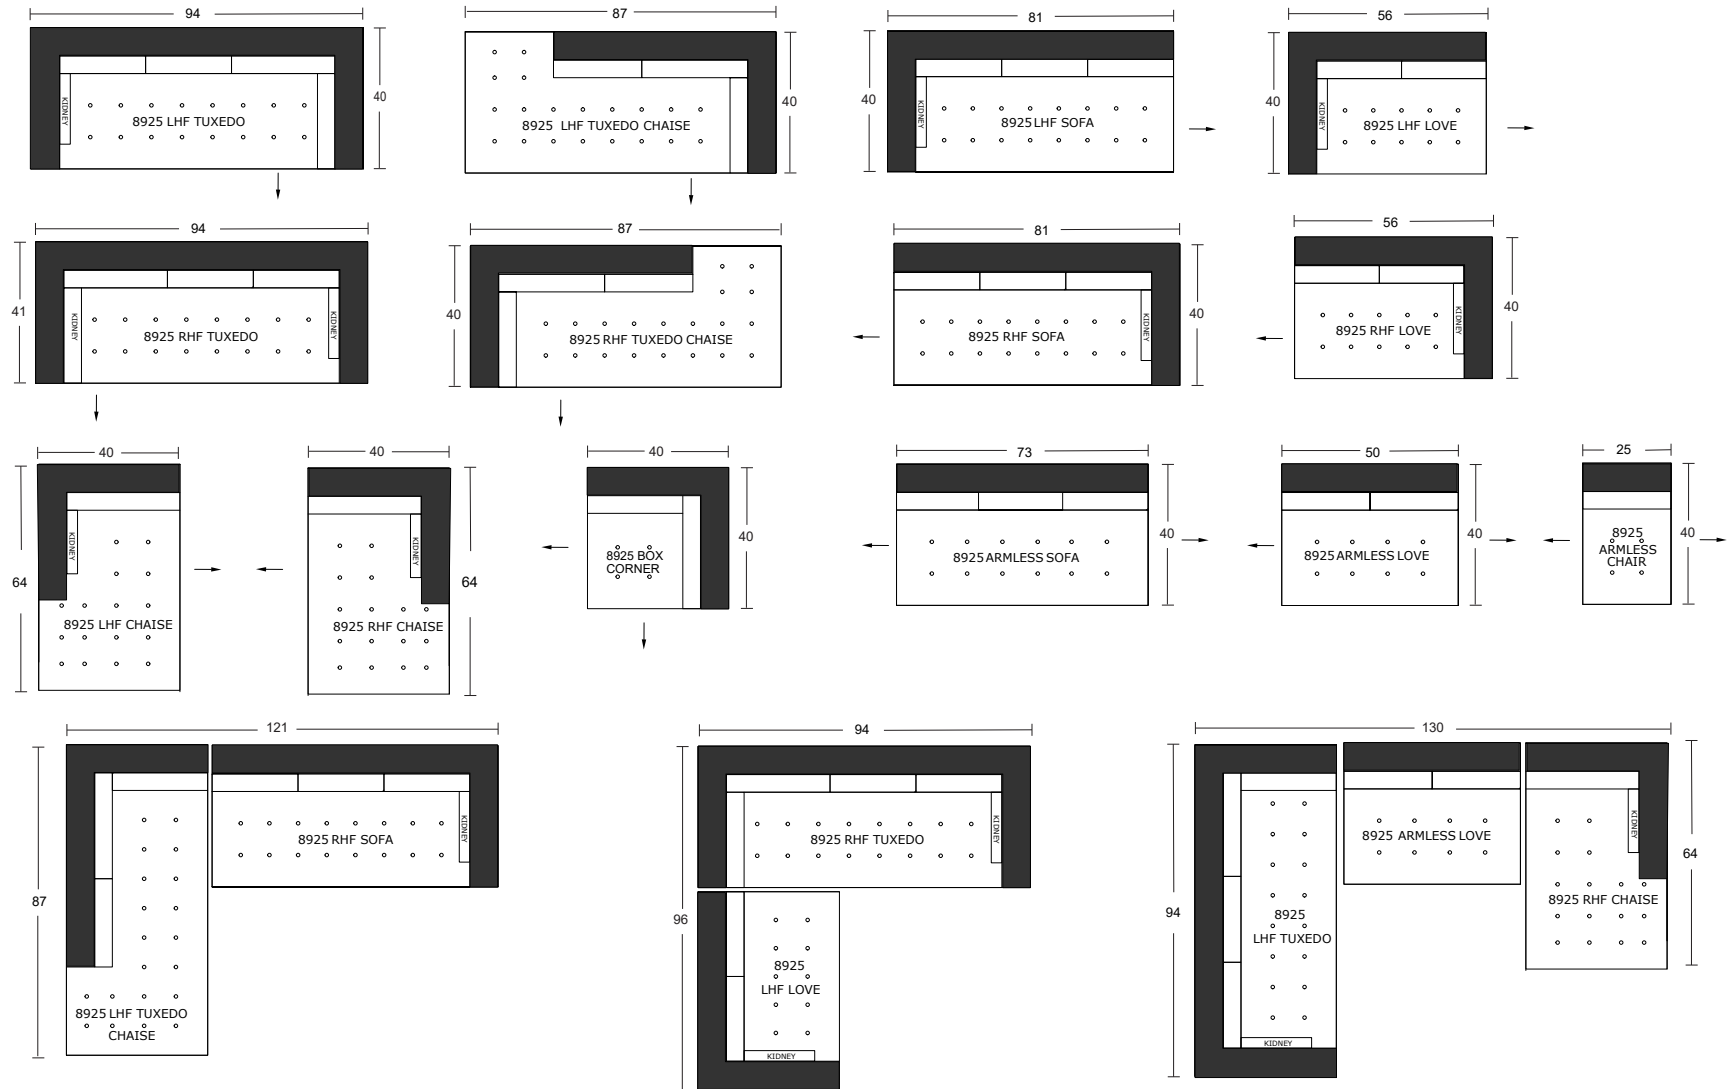 94
87
81
56
40
KIDNEY
8925 LHF TUXEDO
40
8925 LHF TUXEDO CHAISE
40
KIDNEY
8925 LHF SOFA
40
KIDNEY
8925 LHF LOVE
94
87
81
56
41
KIDNEY
8925 RHF TUXEDO
KIDNEY
40
8925 RHF TUXEDO CHAISE
8925 RHF SOFA
KIDNEY
40
8925 RHF LOVE
KIDNEY
40
40
40
40
73
50
25
64
KIDNEY
8925 LHF CHAISE
KIDNEY
8925 RHF CHAISE
64
8925 BOX
CORNER
40
8925 ARMLESS SOFA
40
8925 ARMLESS LOVE
40
8925
ARMLESS
CHAIR
40
121
94
130
87
8925 RHF SOFA
KIDNEY
8925 LHF TUXEDO
CHAISE
8925 RHF TUXEDO
KIDNEY
96
8925
LHF LOVE
KIDNEY
94
8925
LHF TUXEDO
KIDNEY
8925 ARMLESS LOVE
KIDNEY
8925 RHF CHAISE
64